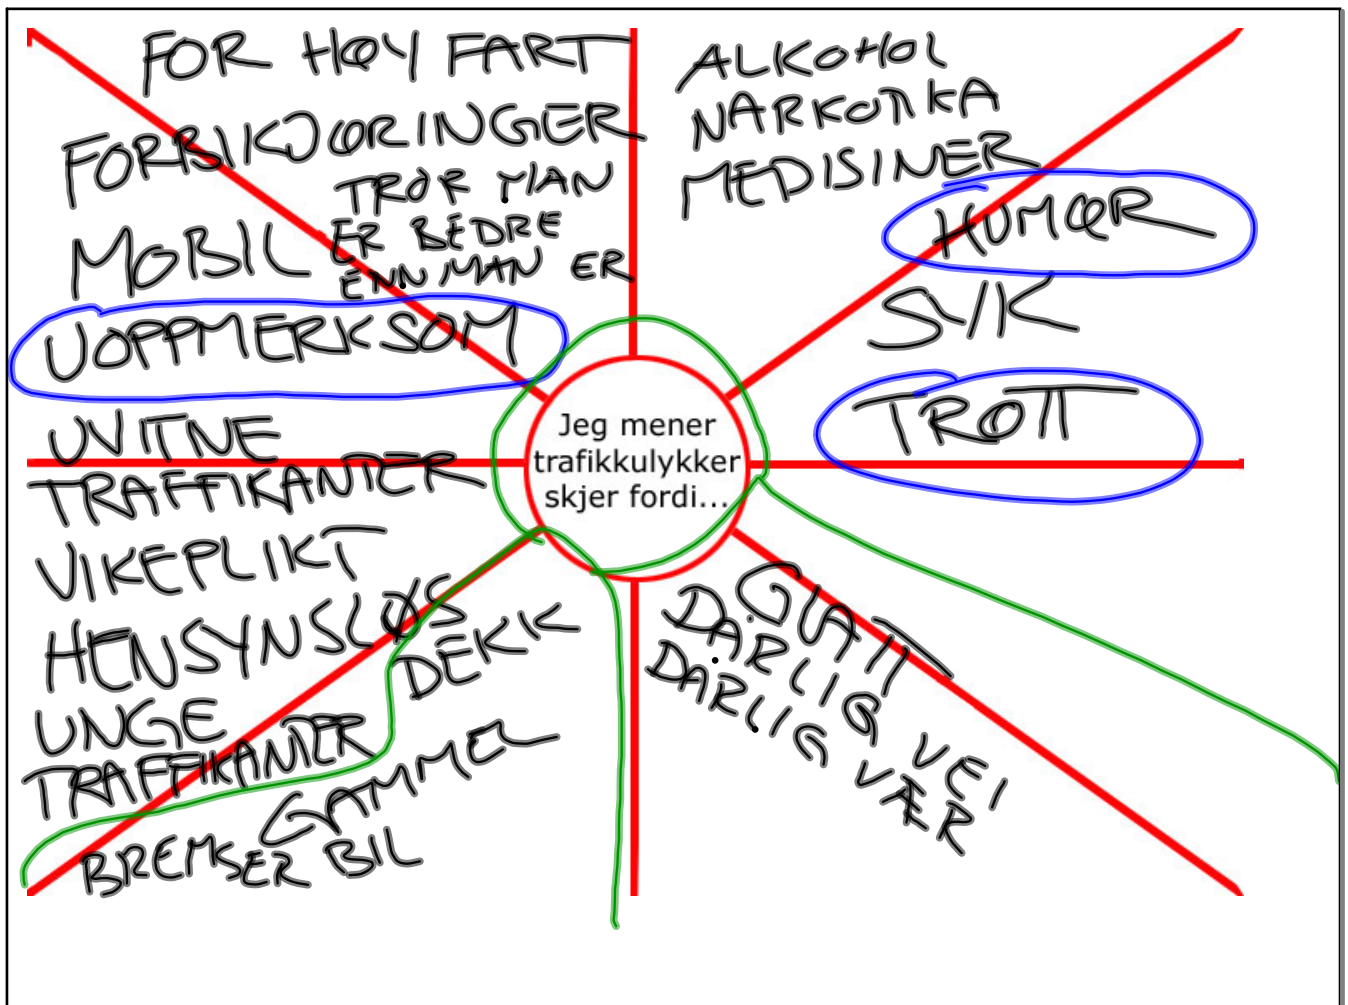 FOR HØY FART
FORBIKJØRINGER
TROR MAN
ER BEDRE
ENN MAN ER
MOBIL
UOPPMERKSOM
UVITNE
TRAFFIKANTER
VIKEPLIKT
HENSYNSLØS
UNGE
TRAFFIKANTER
DEKK
GAMMEL
BIL
BREMSER
ALKOHOL
NARKOTIKA
MEDISINER
HUMØR
SYK
TRØTT
Jeg mener
trafikkulykker
skjer fordi...
GLATT
DÅRLIG VEI
DÅRLIG VÆR